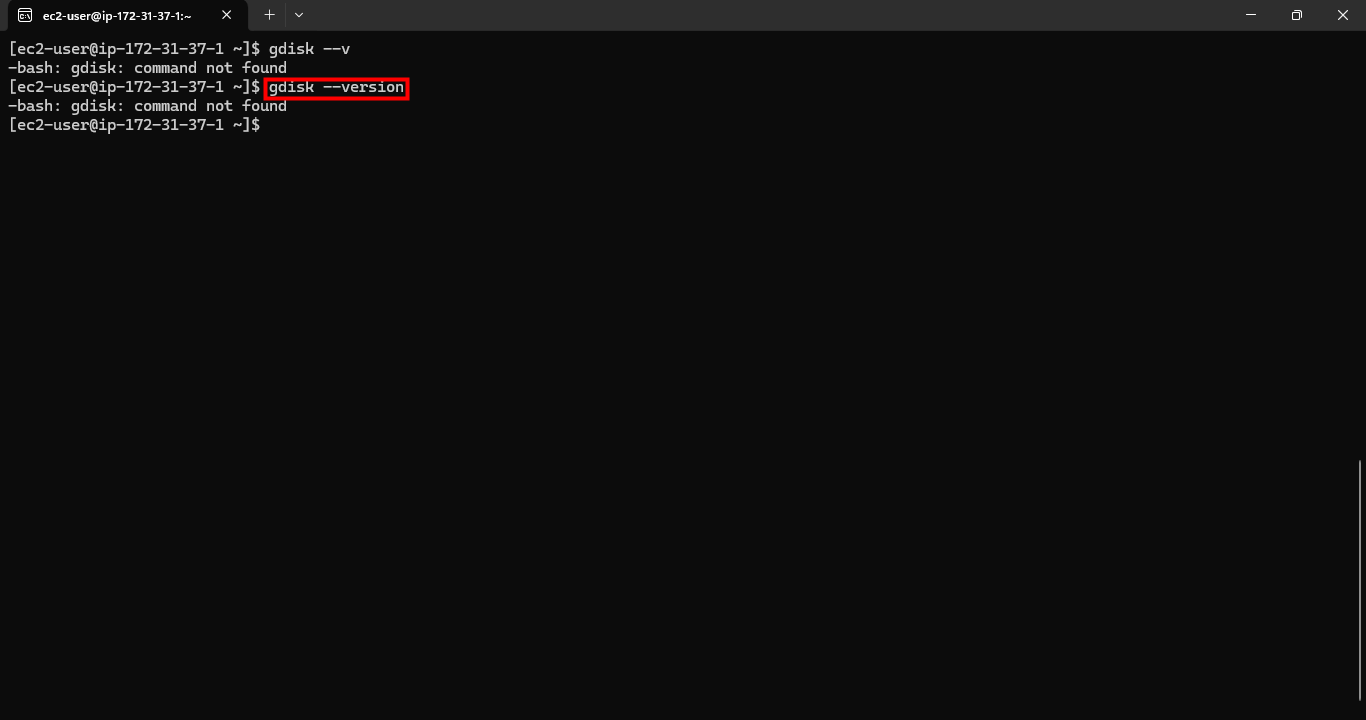 ec2-user@ip-172-31-37-1:~
[ec2-user@ip-172-31-37-1 ~]$ gdisk --v
-bash: gdisk: command not found
[ec2-user@ip-172-31-37-1 ~]$ gdisk --version
-bash: gdisk: command not found
[ec2-user@ip-172-31-37-1 ~]$